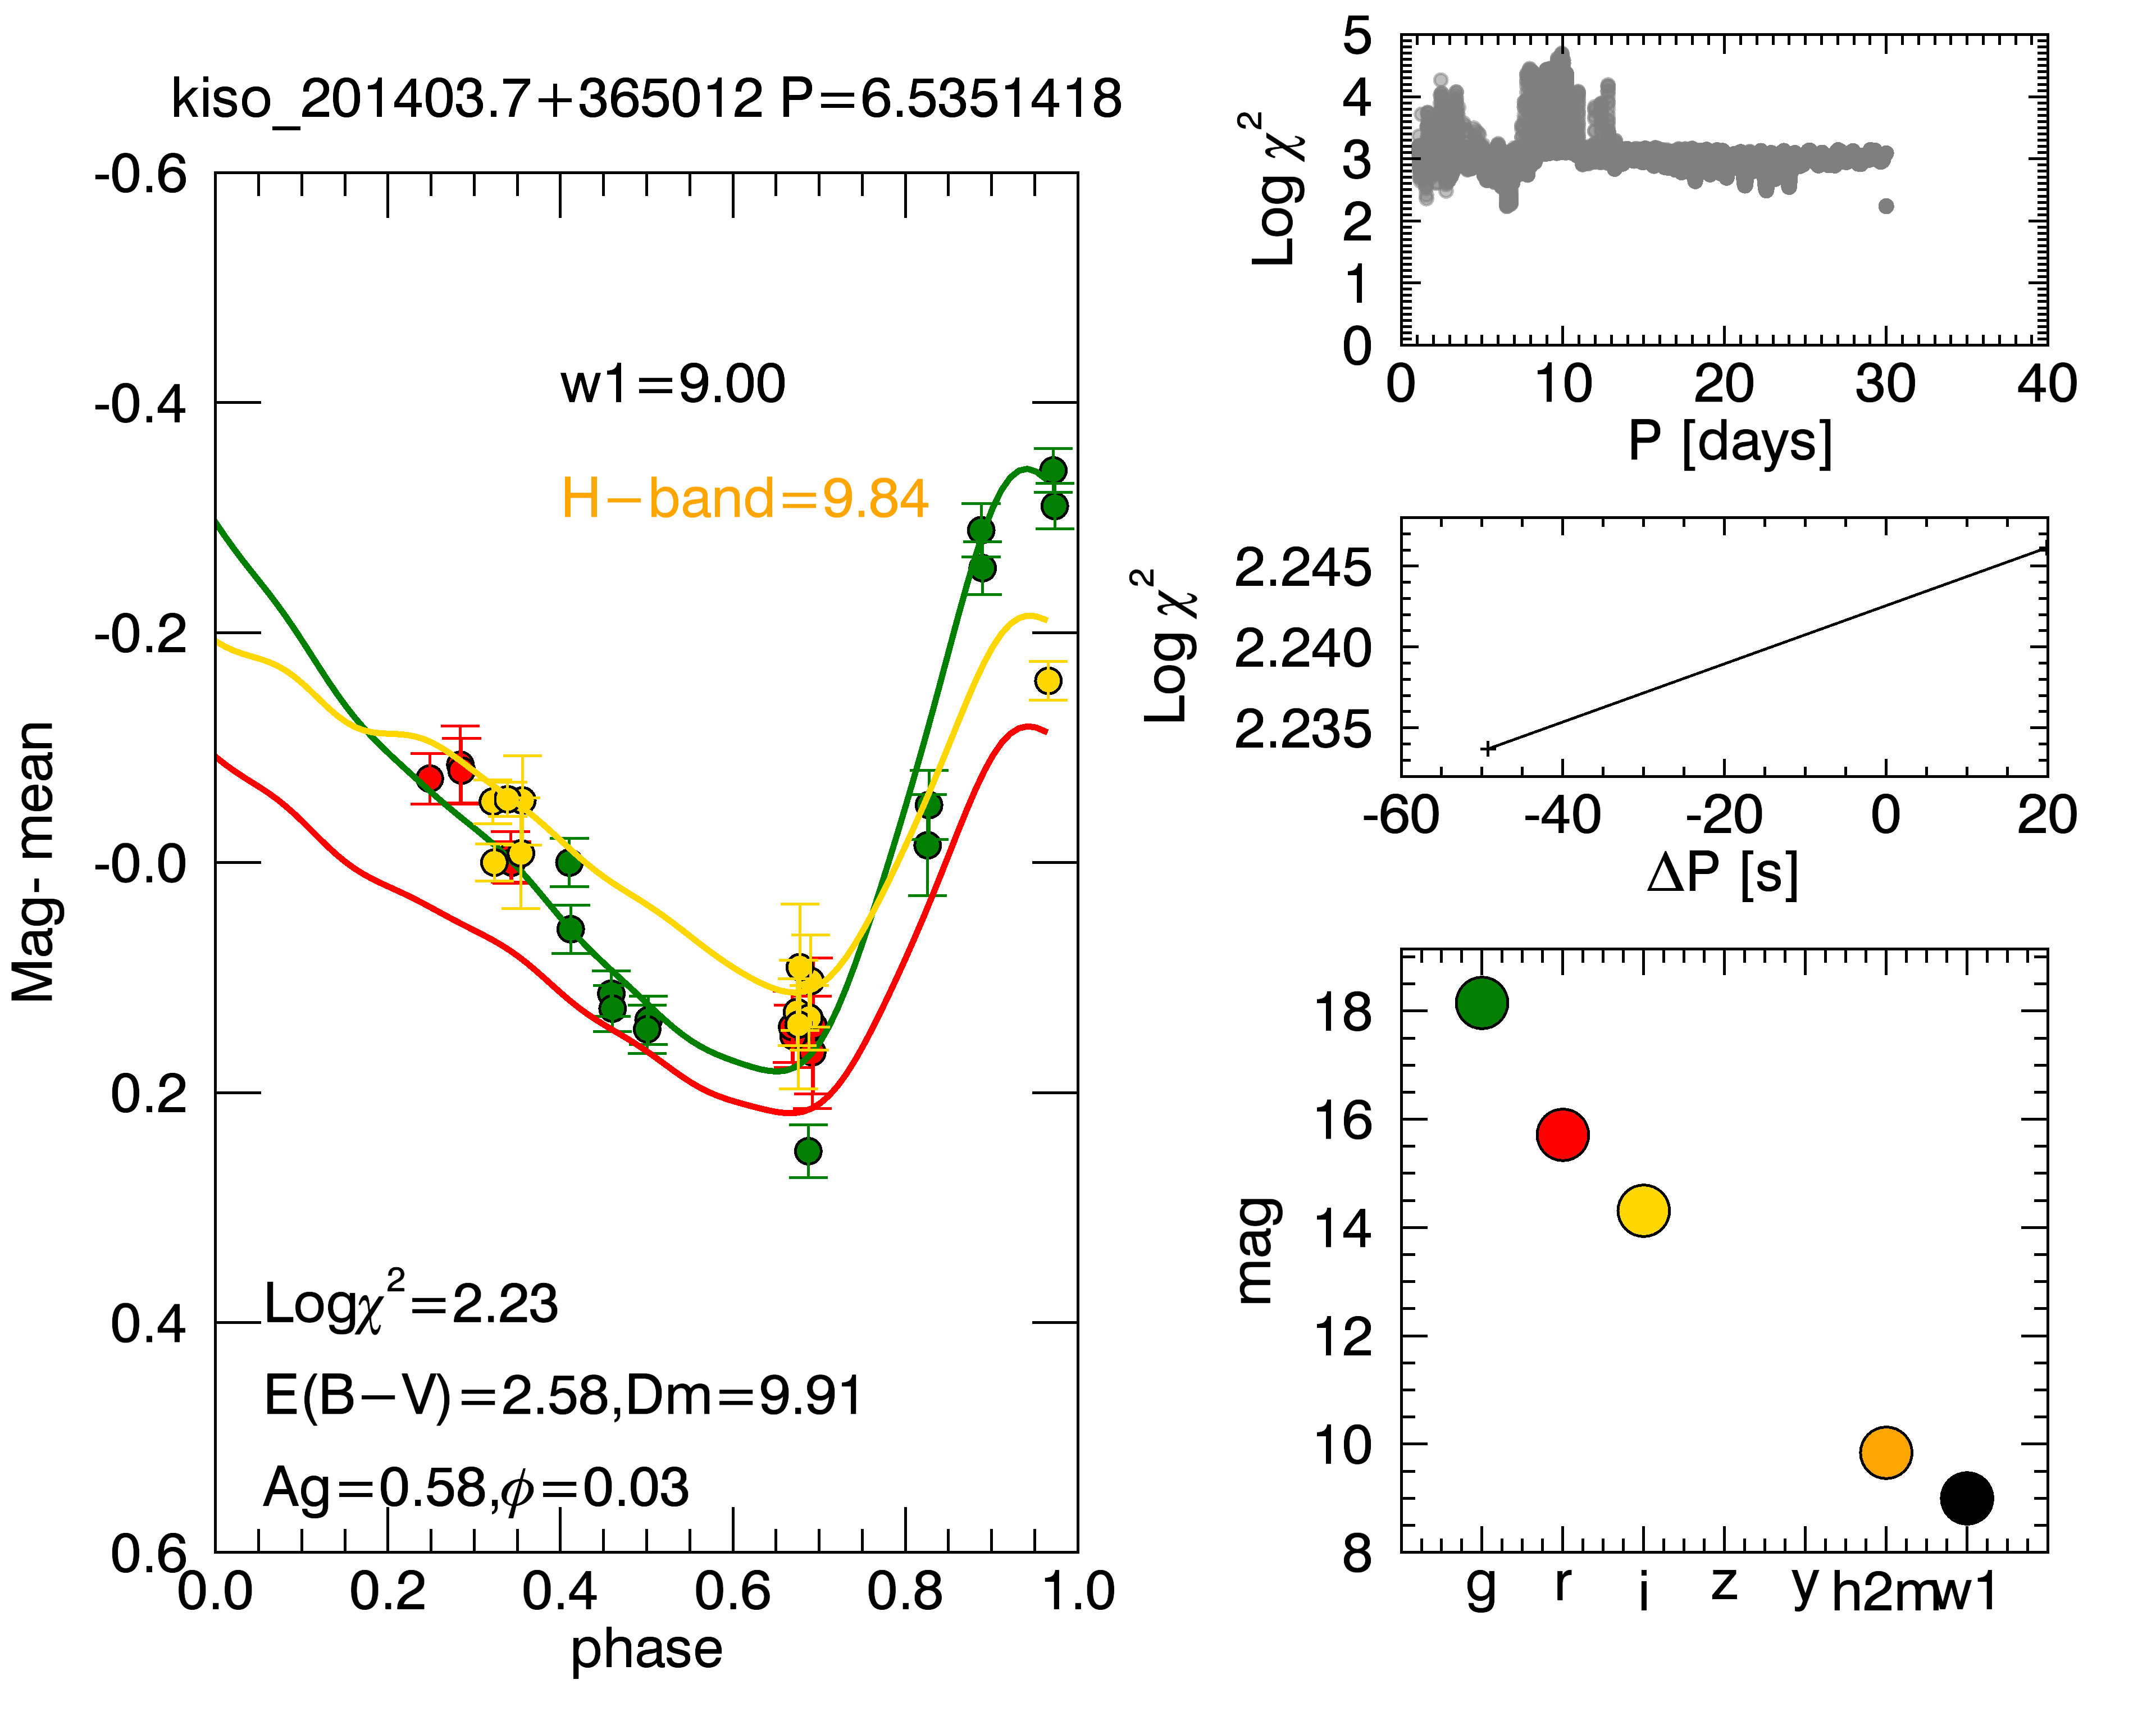 kiso_201403.7+365012 P=6.5351418
-0.6
-0.4
-0.2
-0.0
0.2
0.4
0.6
Mag- mean
w1=9.00
H−band=9.84
Logχ²=2.23
E(B−V)=2.58,Dm=9.91
Ag=0.58,ϕ=0.03
0.0 0.2 0.4 0.6 0.8 1.0
phase
5
4
3
2
1
0
Log χ²
0 10 20 30 40
P [days]
2.245
2.240
2.235
Log χ²
-60 -40 -20 0 20
ΔP [s]
18
16
14
12
10
8
mag
g r i z y h2m w1